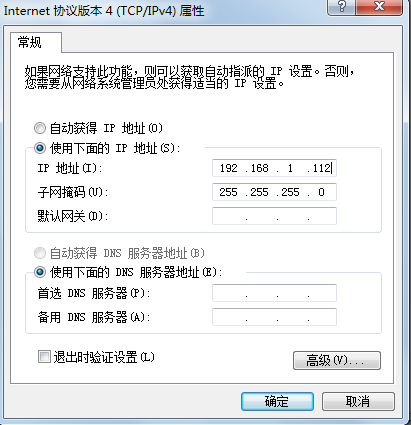 Internet 协议版本 4 (TCP/IPv4) 属性
常规
如果网络支持此功能，则可以获取自动指派的 IP 设置。否则，
您需要从网络系统管理员处获得适当的 IP 设置。
自动获得 IP 地址(O)
使用下面的 IP 地址(S):
IP 地址(I): 192 .168 . 1 .112
子网掩码(U): 255 .255 .255 . 0
默认网关(D): . . .
自动获得 DNS 服务器地址(B)
使用下面的 DNS 服务器地址(E):
首选 DNS 服务器(P): . . .
备用 DNS 服务器(A): . . .
退出时验证设置(L)
高级(V)...
确定 取消